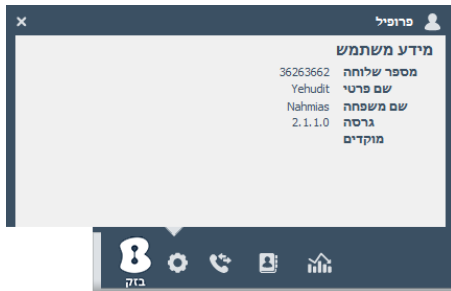 פרופיל
מידע משתמש
מספר שלוחה 36263662
שם פרטי Yehudit
שם משפחה Nahmias
גרסה 2.1.1.0
מוקדים
בזק